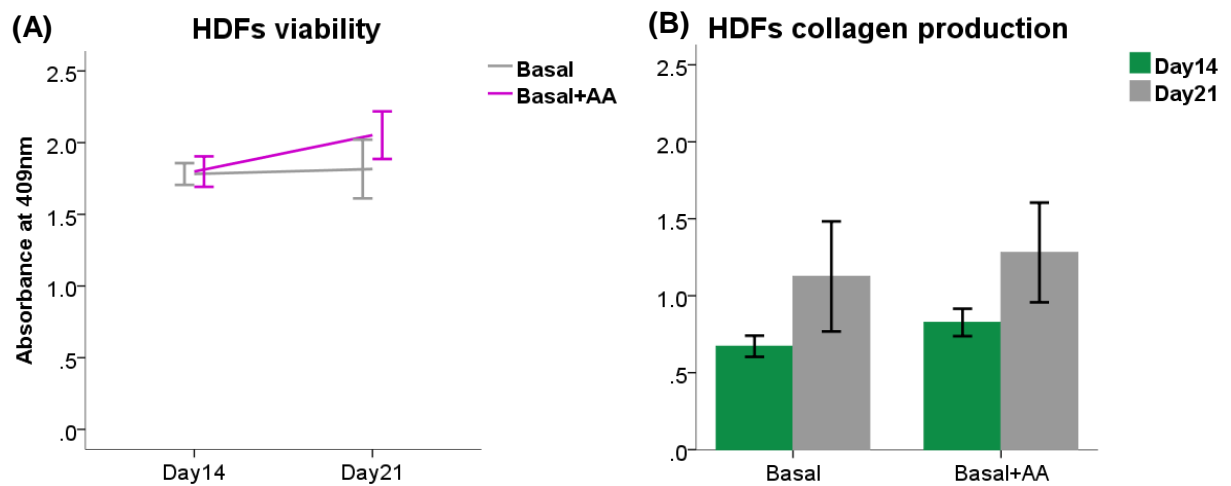 (A)
HDFs viability
Basal
Basal+AA
Absorbance at 409nm
2.5
2.0
1.5
1.0
.5
.0
Day14
Day21
(B)
HDFs collagen production
Day14
Day21
2.5
2.0
1.5
1.0
.5
.0
Basal
Basal+AA